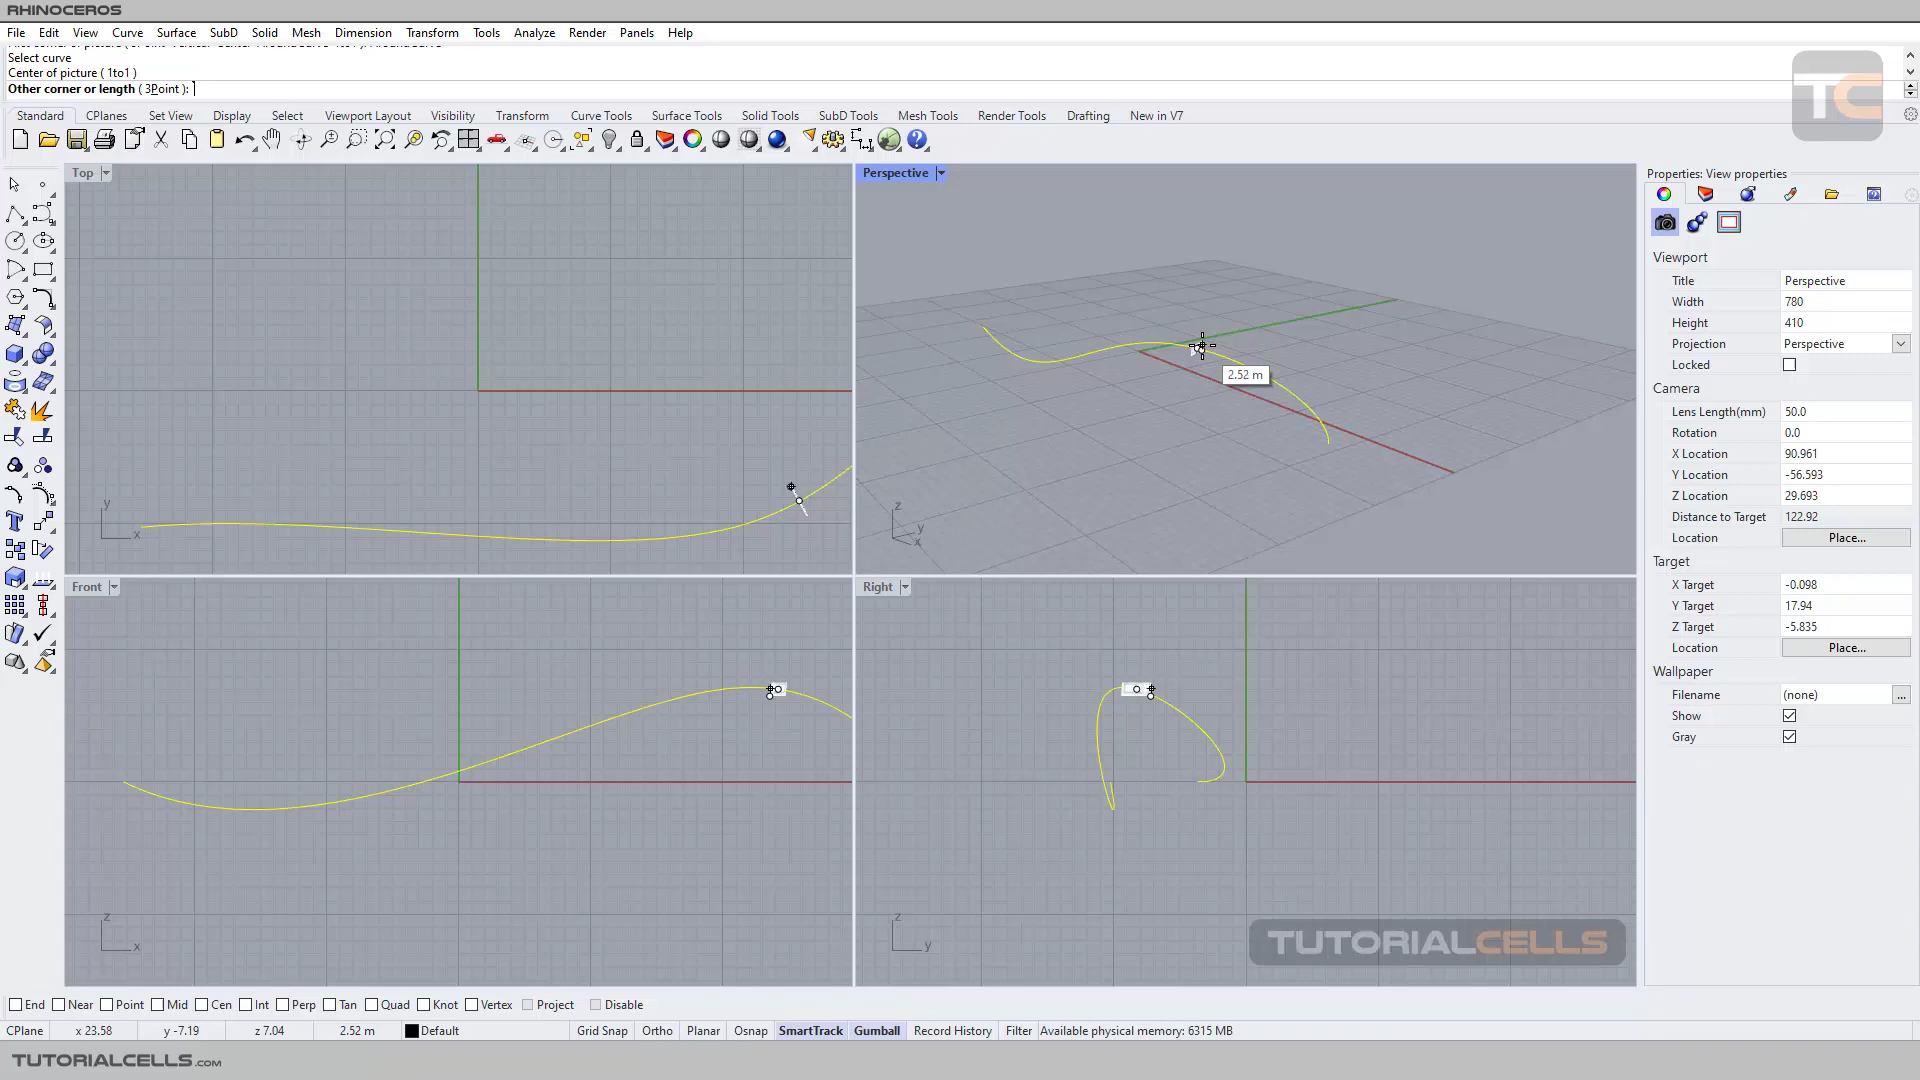 RHINOCEROS
File Edit View Curve Surface SubD Solid Mesh Dimension Transform Tools Analyze Render Panels Help
Select curve
Center of picture ( 1to1 )
Other corner or length ( 3Point ):
TC
Standard CPlanes Set View Display Select Viewport Layout Visibility Transform Curve Tools Surface Tools Solid Tools SubD Tools Mesh Tools Render Tools Drafting New in V7
Top
y
x
Perspective
2.52 m
z
y
x
Front
z
x
Right
z
y
TUTORIALCELLS
Properties: View properties
Viewport
Title Perspective
Width 780
Height 410
Projection Perspective
Locked
Camera
Lens Length(mm) 50.0
Rotation 0.0
X Location 90.961
Y Location -56.593
Z Location 29.693
Distance to Target 122.92
Location Place...
Target
X Target -0.098
Y Target 17.94
Z Target -5.835
Location Place...
Wallpaper
Filename (none) ...
Show
Gray
End Near Point Mid Cen Int Perp Tan Quad Knot Vertex Project Disable
CPlane x 23.58 y -7.19 z 7.04 2.52 m Default Grid Snap Ortho Planar Osnap SmartTrack Gumball Record History Filter Available physical memory: 6315 MB
TUTORIALCELLS.COM